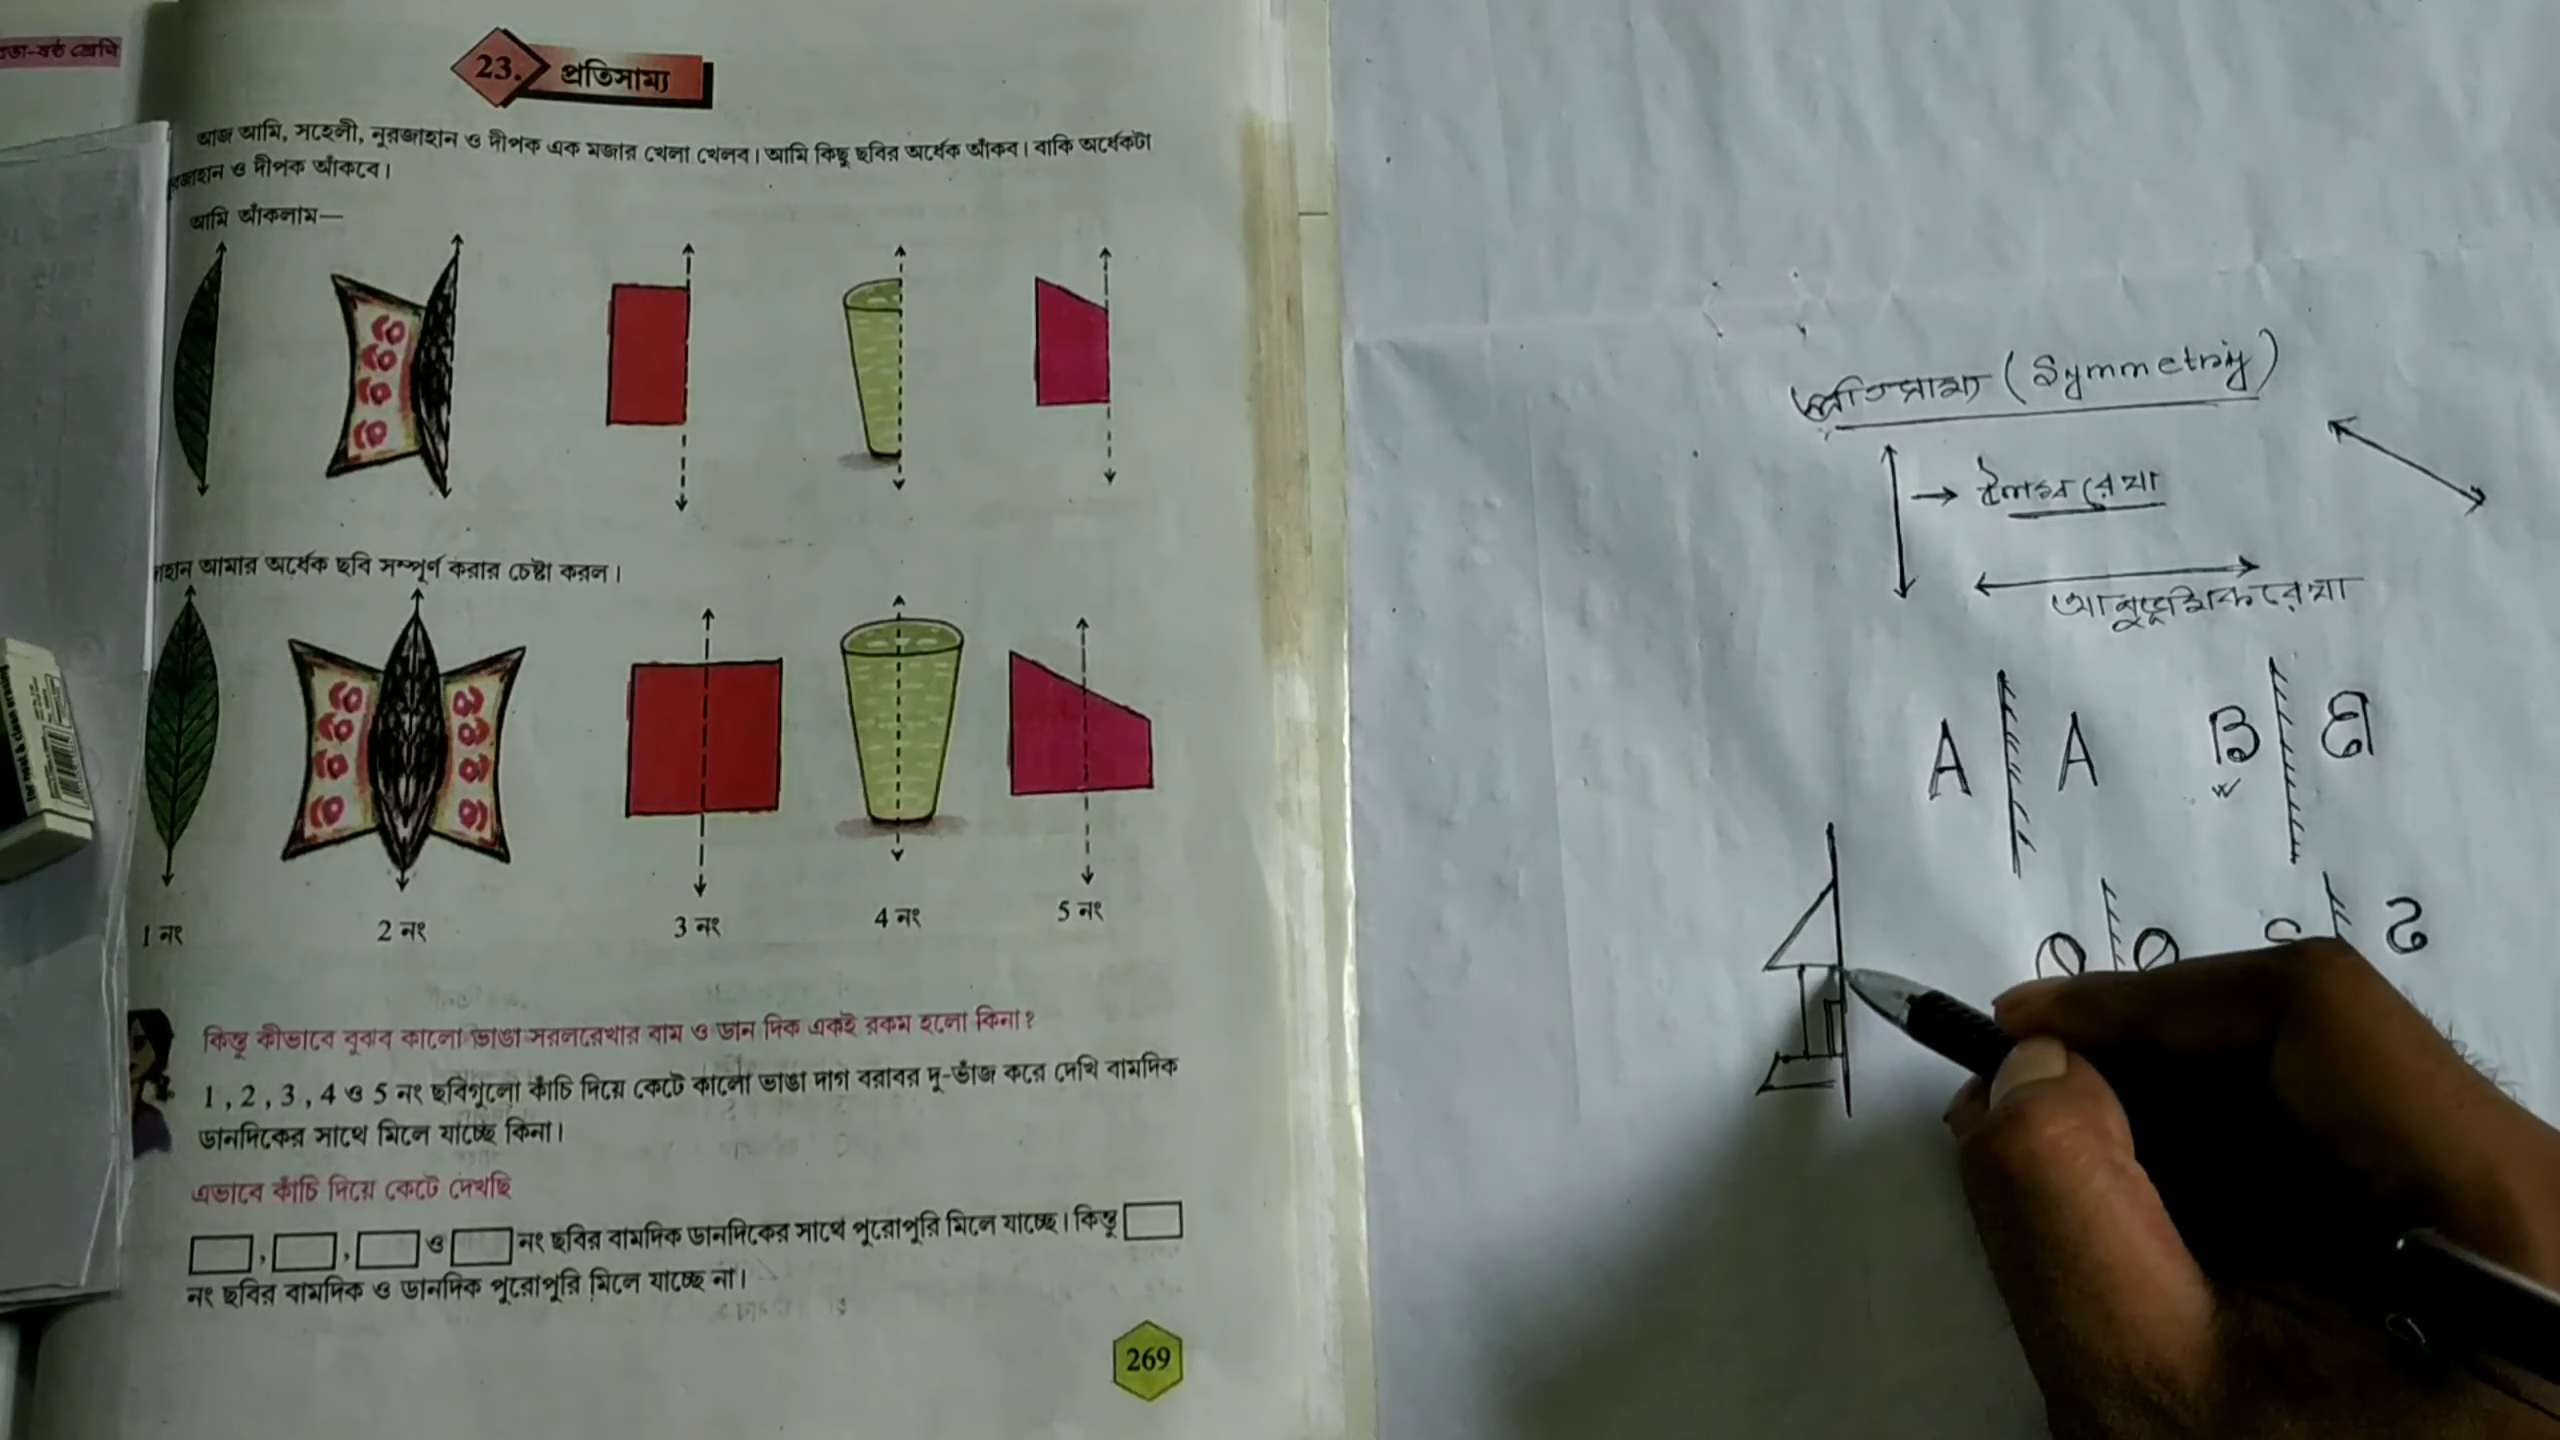 তা-ষষ্ঠ শ্রেণি
23. প্রতিসাম্য
আজ আমি, সহেলী, নুরজাহান ও দীপক এক মজার খেলা খেলব। আমি কিছু ছবির অর্ধেক আঁকব। বাকি অর্ধেকটা
রজাহান ও দীপক আঁকবে।
আমি আঁকলাম—
হান আমার অর্ধেক ছবি সম্পূর্ণ করার চেষ্টা করল।
1 নং 2 নং 3 নং 4 নং 5 নং
কিন্তু কীভাবে বুঝব কালো ভাঙা সরলরেখার বাম ও ডান দিক একই রকম হলো কিনা?
1, 2, 3, 4 ও 5 নং ছবিগুলো কাঁচি দিয়ে কেটে কালো ভাঙা দাগ বরাবর দু-ভাঁজ করে দেখি বামদিক
ডানদিকের সাথে মিলে যাচ্ছে কিনা।
এভাবে কাঁচি দিয়ে কেটে দেখছি
, , ও নং ছবির বামদিক ডানদিকের সাথে পুরোপুরি মিলে যাচ্ছে। কিন্তু
নং ছবির বামদিক ও ডানদিক পুরোপুরি মিলে যাচ্ছে না।
269
প্রতিসাম্য (Symmetry)
→ উলম্ব রেখা
আনুভূমিক রেখা
A A B